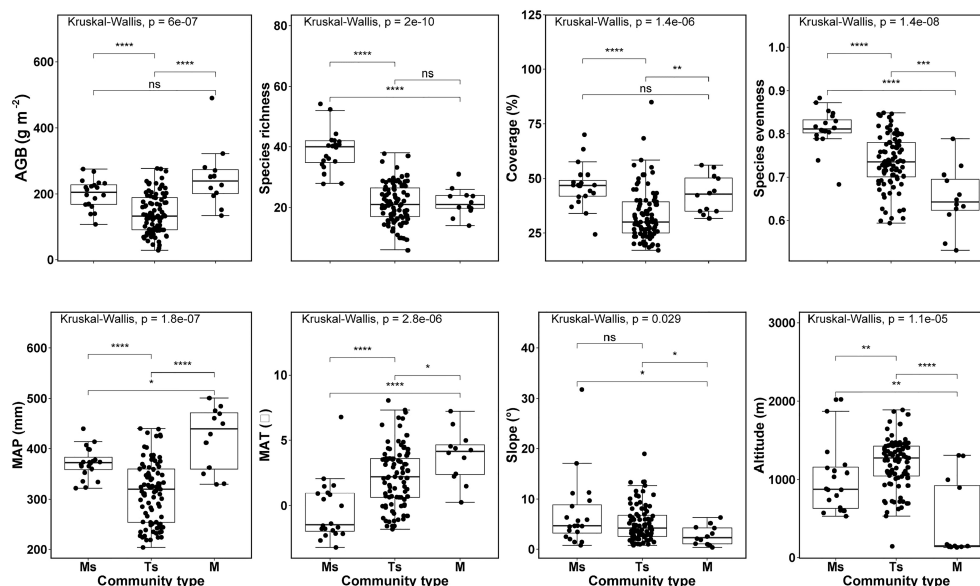 Kruskal-Wallis, p = 6e-07
****
****
ns
AGB (g m⁻²)
600
400
200
0
Kruskal-Wallis, p = 2e-10
****
ns
****
Species richness
80
60
40
20
Kruskal-Wallis, p = 1.4e-06
****
**
ns
Coverage (%)
125
100
75
50
25
Kruskal-Wallis, p = 1.4e-08
****
***
****
Species evenness
1.0
0.9
0.8
0.7
0.6
Kruskal-Wallis, p = 1.8e-07
****
****
*
MAP (mm)
600
500
400
300
200
Ms Ts M
Community type
Kruskal-Wallis, p = 2.8e-06
****
*
****
MAT (□)
10
5
0
Ms Ts M
Community type
Kruskal-Wallis, p = 0.029
ns
*
*
Slope (°)
40
30
20
10
0
Ms Ts M
Community type
Kruskal-Wallis, p = 1.1e-05
**
****
**
Altitude (m)
3000
2000
1000
0
Ms Ts M
Community type